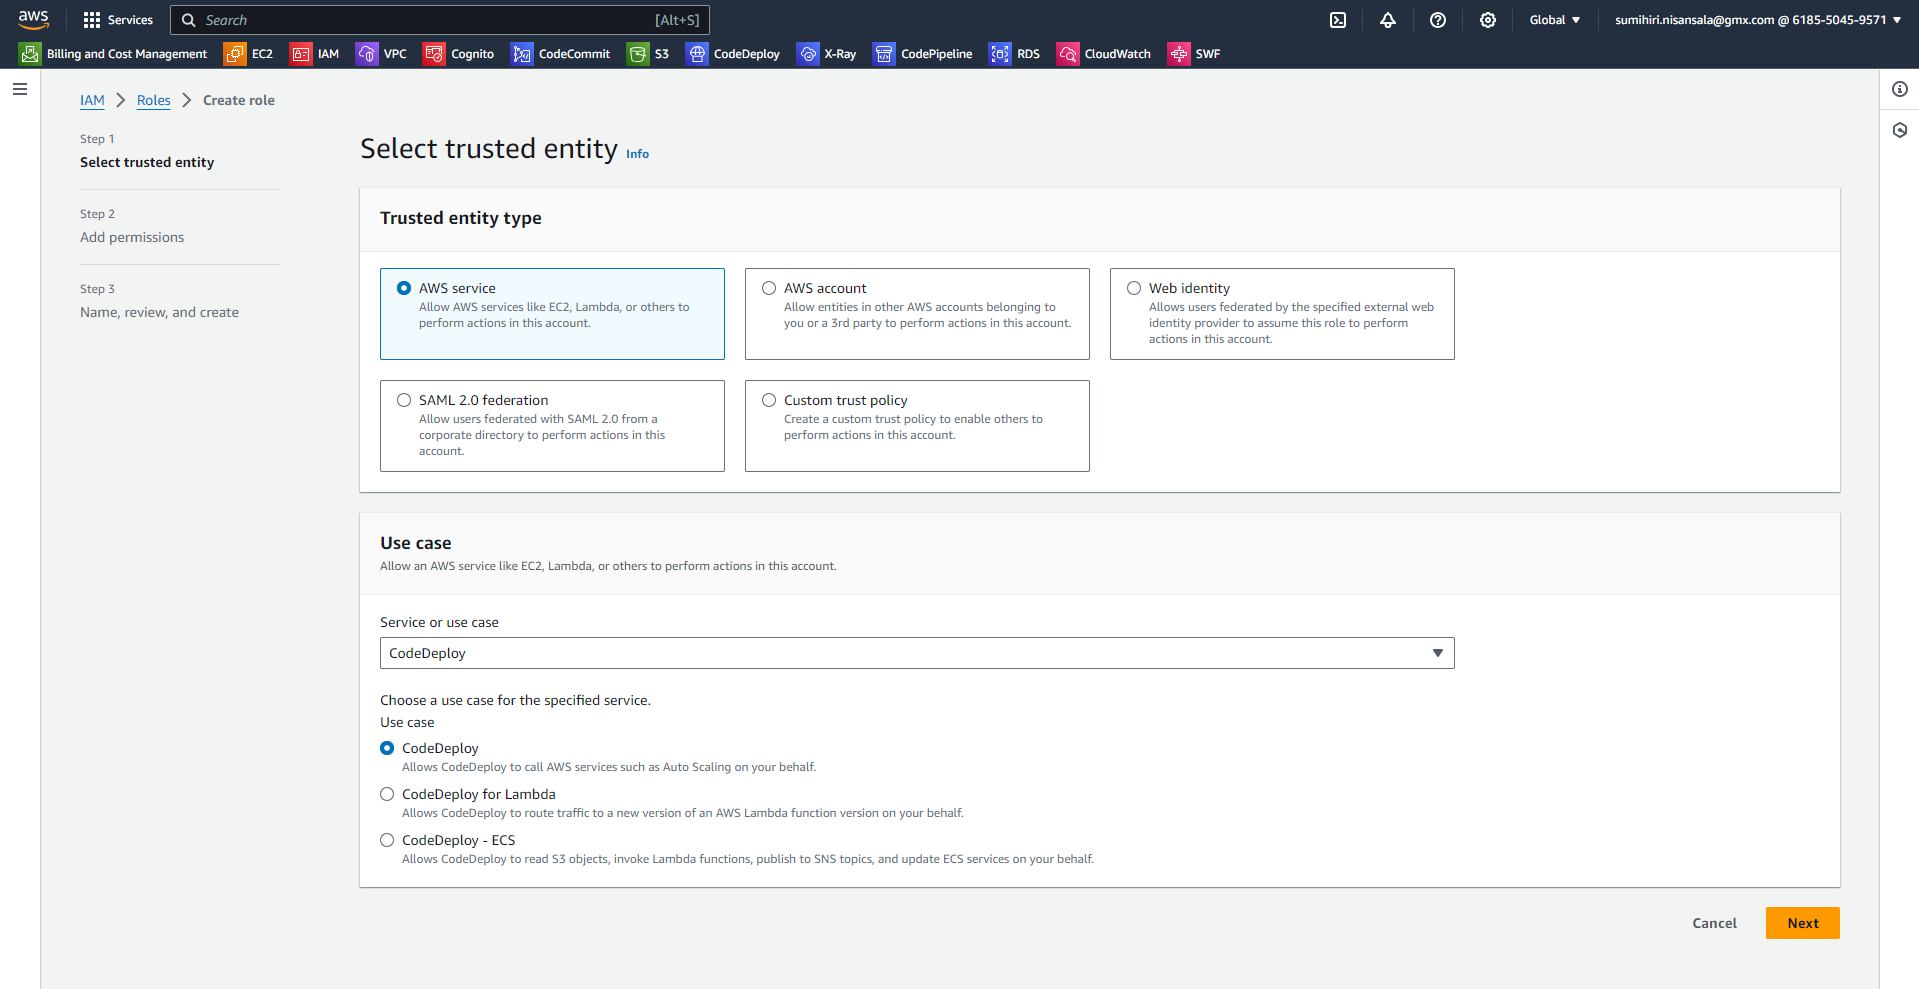 aws
Services
Search [Alt+S]
Global
sumihiri.nisansala@gmx.com @ 6185-5045-9571
Billing and Cost Management EC2 IAM VPC Cognito CodeCommit S3 CodeDeploy X-Ray CodePipeline RDS CloudWatch SWF
IAM Roles Create role
Step 1
Select trusted entity
Step 2
Add permissions
Step 3
Name, review, and create
Select trusted entity Info
Trusted entity type
AWS service
Allow AWS services like EC2, Lambda, or others to
perform actions in this account.
AWS account
Allow entities in other AWS accounts belonging to
you or a 3rd party to perform actions in this account.
Web identity
Allows users federated by the specified external web
identity provider to assume this role to perform
actions in this account.
SAML 2.0 federation
Allow users federated with SAML 2.0 from a
corporate directory to perform actions in this
account.
Custom trust policy
Create a custom trust policy to enable others to
perform actions in this account.
Use case
Allow an AWS service like EC2, Lambda, or others to perform actions in this account.
Service or use case
CodeDeploy
Choose a use case for the specified service.
Use case
CodeDeploy
Allows CodeDeploy to call AWS services such as Auto Scaling on your behalf.
CodeDeploy for Lambda
Allows CodeDeploy to route traffic to a new version of an AWS Lambda function version on your behalf.
CodeDeploy - ECS
Allows CodeDeploy to read S3 objects, invoke Lambda functions, publish to SNS topics, and update ECS services on your behalf.
Cancel
Next